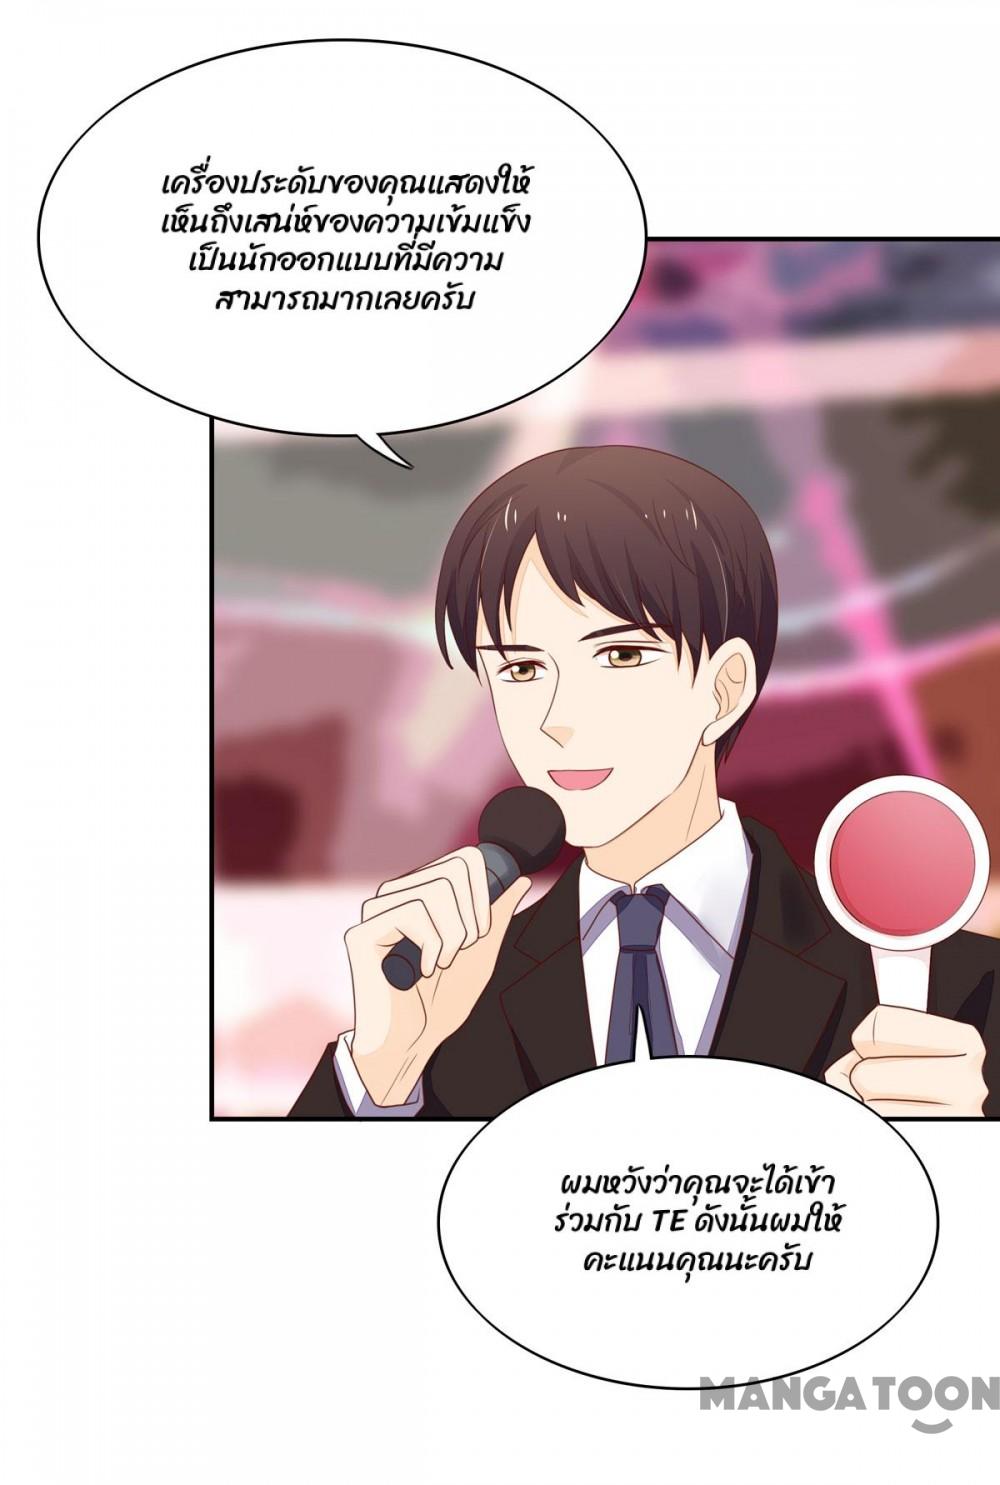 เครื่องประดับของคุณแสดงให้
เห็นถึงเสน่ห์ของความเข้มแข็ง
เป็นนักออกแบบที่มีความ
สามารถมากเลยครับ
ผมหวังว่าคุณจะได้เข้า
ร่วมกับ TE ดังนั้นผมให้
คะแนนคุณนะครับ
MANGATOON